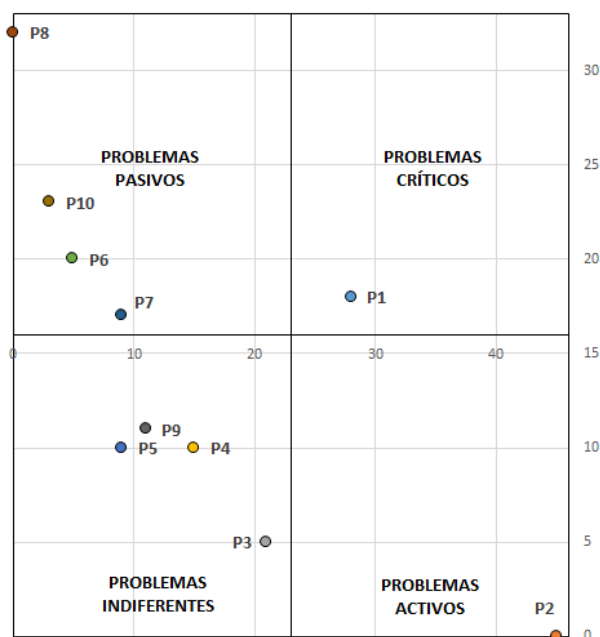 P8
30
PROBLEMAS
PASIVOS
PROBLEMAS
CRÍTICOS
25
P10
P6
20
P7
P1
0
10
20
30
40
15
P9
P5
P4
10
P3
5
PROBLEMAS
INDIFERENTES
PROBLEMAS
ACTIVOS
P2
0